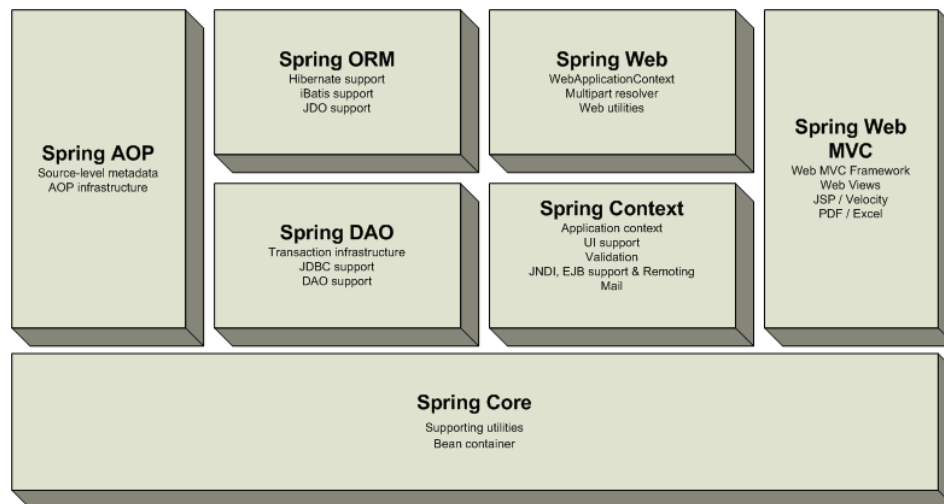 Spring AOP
Source-level metadata
AOP infrastructure
Spring ORM
Hibernate support
iBatis support
JDO support
Spring Web
WebApplicationContext
Multipart resolver
Web utilities
Spring Web
MVC
Web MVC Framework
Web Views
JSP / Velocity
PDF / Excel
Spring DAO
Transaction infrastructure
JDBC support
DAO support
Spring Context
Application context
UI support
Validation
JNDI, EJB support & Remoting
Mail
Spring Core
Supporting utilities
Bean container